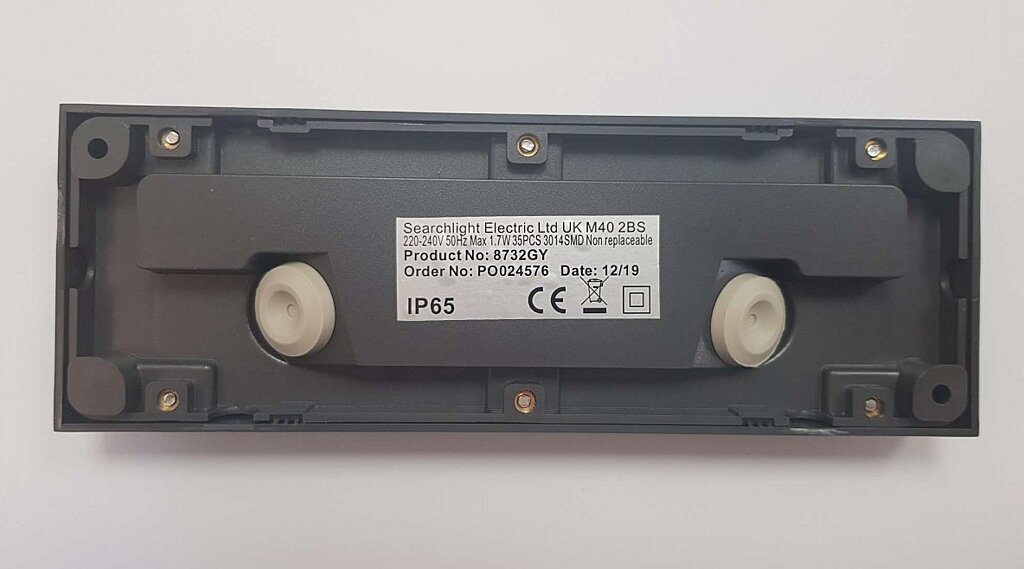 Searchlight Electric Ltd UK M40 2BS
220-240V 50Hz Max 1.7W 35PCS 3014SMD Non replaceable
Product No: 8732GY
Order No: PO024576 Date: 12/19
IP65 CE